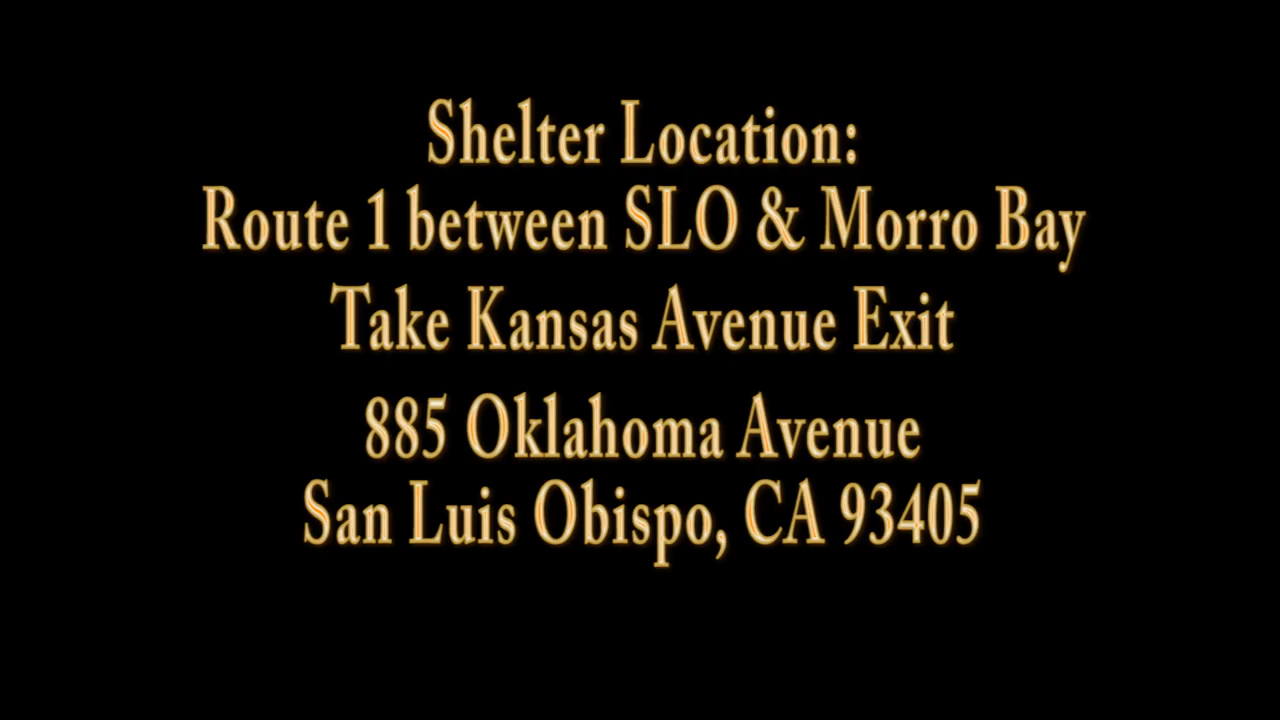 Shelter Location:
Route 1 between SLO & Morro Bay
Take Kansas Avenue Exit
885 Oklahoma Avenue
San Luis Obispo, CA 93405